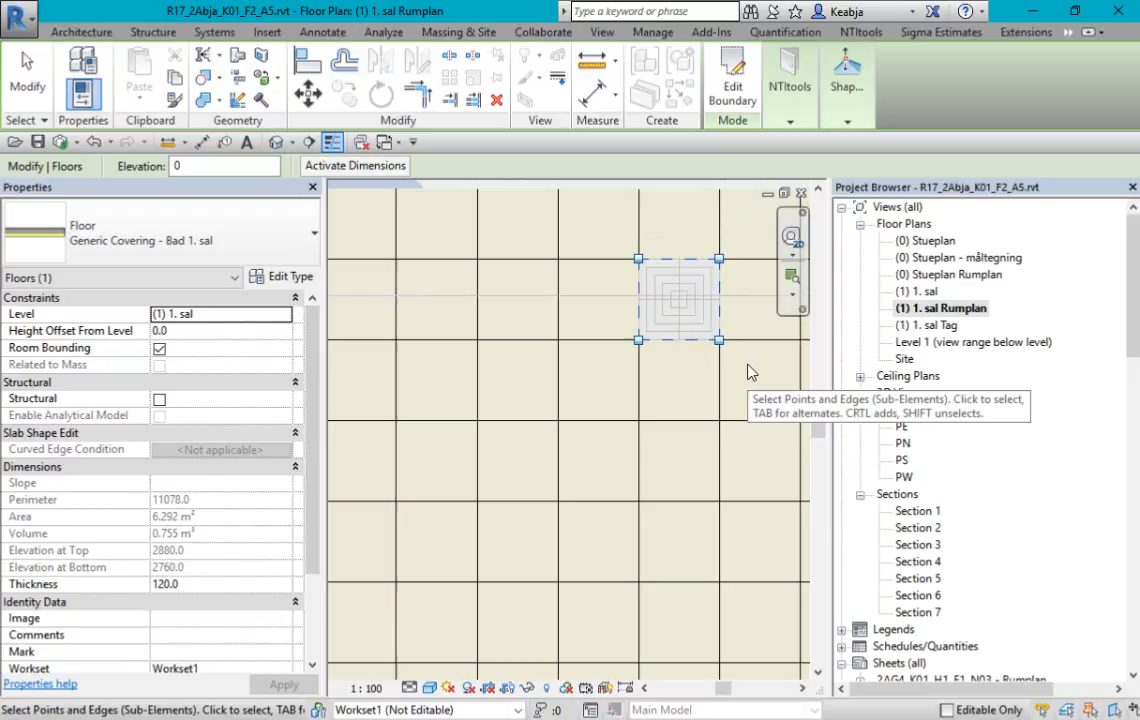 R17_2Abja_K01_F2_A5.rvt - Floor Plan: (1) 1. sal Rumplan
Type a keyword or phrase
Keabja
Architecture Structure Systems Insert Annotate Analyze Massing & Site Collaborate View Manage Add-Ins Quantification NTItools Sigma Estimates Extensions
Modify Paste Edit Boundary NTItools Shap...
Select Properties Clipboard Geometry Modify View Measure Create Mode
Modify | Floors Elevation: 0 Activate Dimensions
Properties
Floor
Generic Covering - Bad 1. sal
Floors (1) Edit Type
Constraints
Level (1) 1. sal
Height Offset From Level 0.0
Room Bounding
Related to Mass
Structural
Structural
Enable Analytical Model
Slab Shape Edit
Curved Edge Condition <Not applicable>
Dimensions
Slope
Perimeter 11078.0
Area 6.292 m²
Volume 0.755 m³
Elevation at Top 2880.0
Elevation at Bottom 2760.0
Thickness 120.0
Identity Data
Image
Comments
Mark
Workset Workset1
Properties help Apply
2D
Select Points and Edges (Sub-Elements). Click to select,
TAB for alternates. CRTL adds, SHIFT unselects.
1 : 100
Project Browser - R17_2Abja_K01_F2_A5.rvt
Views (all)
Floor Plans
(0) Stueplan
(0) Stueplan - måltegning
(0) Stueplan Rumplan
(1) 1. sal
(1) 1. sal Rumplan
(1) 1. sal Tag
Level 1 (view range below level)
Site
Ceiling Plans
PE
PN
PS
PW
Sections
Section 1
Section 2
Section 3
Section 4
Section 5
Section 6
Section 7
Legends
Schedules/Quantities
Sheets (all)
2AG4_K01_H1_F1_N03 - Rumplan
Select Points and Edges (Sub-Elements). Click to select, TAB f
Workset1 (Not Editable) :0 Main Model Editable Only